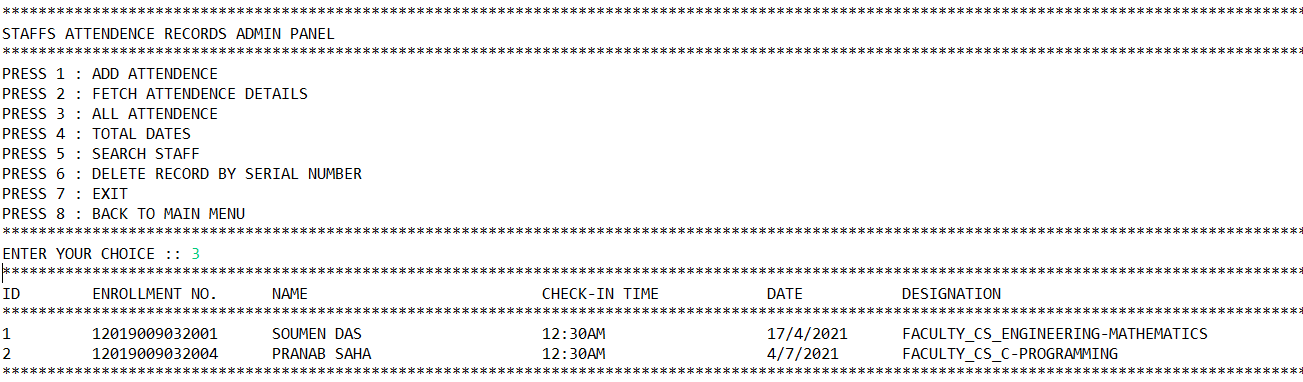 ********************************************************************************************************************************************************
STAFFS ATTENDENCE RECORDS ADMIN PANEL
********************************************************************************************************************************************************
PRESS 1 : ADD ATTENDENCE
PRESS 2 : FETCH ATTENDENCE DETAILS
PRESS 3 : ALL ATTENDENCE
PRESS 4 : TOTAL DATES
PRESS 5 : SEARCH STAFF
PRESS 6 : DELETE RECORD BY SERIAL NUMBER
PRESS 7 : EXIT
PRESS 8 : BACK TO MAIN MENU
********************************************************************************************************************************************************
ENTER YOUR CHOICE :: 3
********************************************************************************************************************************************************
ID        ENROLLMENT NO.      NAME                          CHECK-IN TIME            DATE           DESIGNATION
********************************************************************************************************************************************************
1         12019009032001      SOUMEN DAS                    12:30AM                  17/4/2021      FACULTY_CS_ENGINEERING-MATHEMATICS
2         12019009032004      PRANAB SAHA                   12:30AM                  4/7/2021       FACULTY_CS_C-PROGRAMMING
********************************************************************************************************************************************************